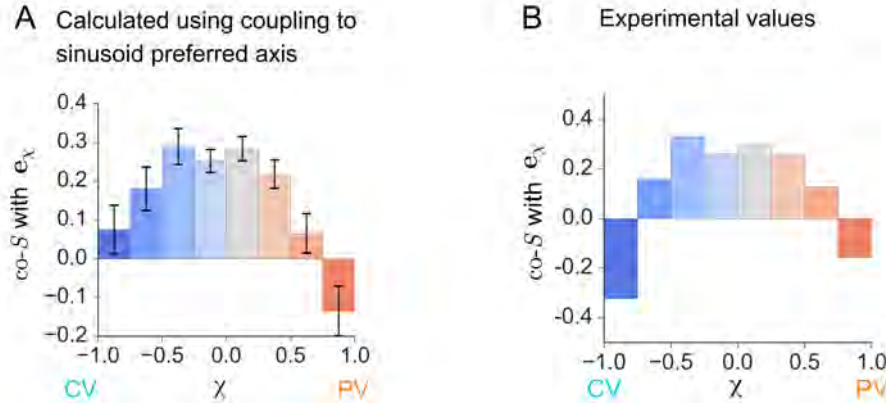 A Calculated using coupling to
sinusoid preferred axis
co-S with eχ
0.4
0.3
0.2
0.1
0.0
−0.1
−0.2
−1.0 −0.5 0.0 0.5 1.0
CV χ PV
B Experimental values
co-S with eχ
0.4
0.2
0.0
-0.2
-0.4
−1.0 −0.5 0.0 0.5 1.0
CV χ PV